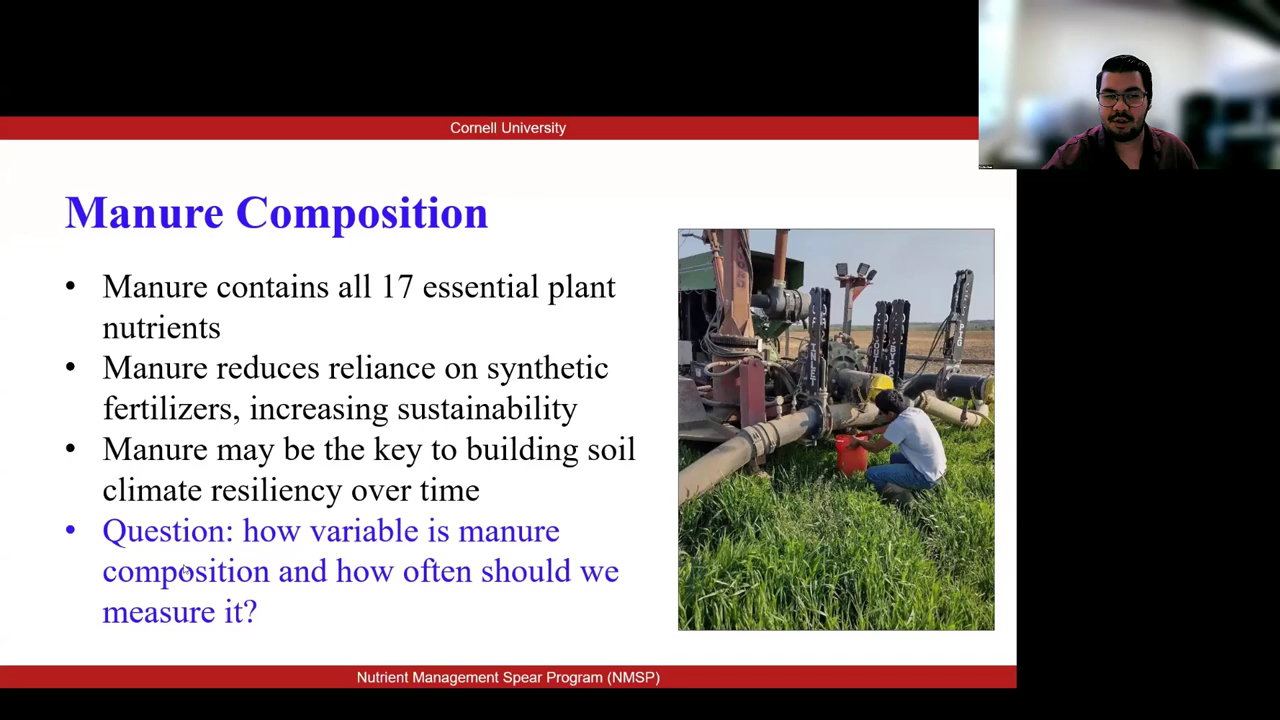 Cornell University
Manure Composition
• Manure contains all 17 essential plant
nutrients
• Manure reduces reliance on synthetic
fertilizers, increasing sustainability
• Manure may be the key to building soil
climate resiliency over time
• Question: how variable is manure
composition and how often should we
measure it?
INLET
Nutrient Management Spear Program (NMSP)